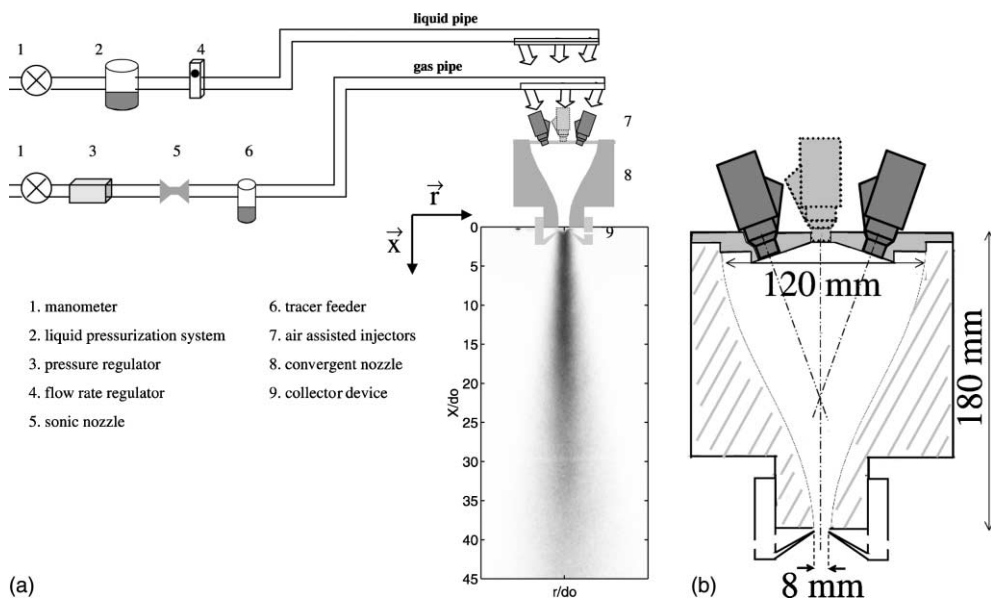 liquid pipe
1
2
4
gas pipe
1
3
5
6
7
8
9
r
x
0
5
10
15
20
25
30
35
40
45
X/do
r/do
1. manometer
2. liquid pressurization system
3. pressure regulator
4. flow rate regulator
5. sonic nozzle
6. tracer feeder
7. air assisted injectors
8. convergent nozzle
9. collector device
(a)
120 mm
180 mm
8 mm
(b)